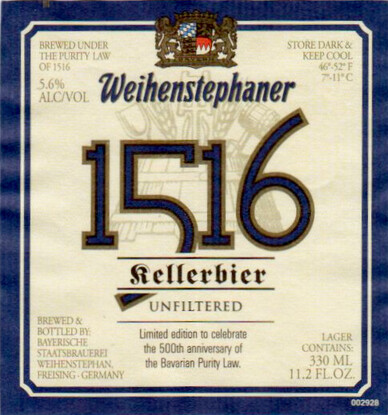 BREWED UNDER
THE PURITY LAW
OF 1516
5.6%
ALC/VOL
STORE DARK &
KEEP COOL
46°-52° F
7°-11° C
Weihenstephaner
1516
Kellerbier
UNFILTERED
Limited edition to celebrate
the 500th anniversary of
the Bavarian Purity Law.
BREWED &
BOTTLED BY:
BAYERISCHE
STAATSBRAUEREI
WEIHENSTEPHAN,
FREISING - GERMANY
LAGER
CONTAINS:
330 ML
11.2 FL.OZ.
002928